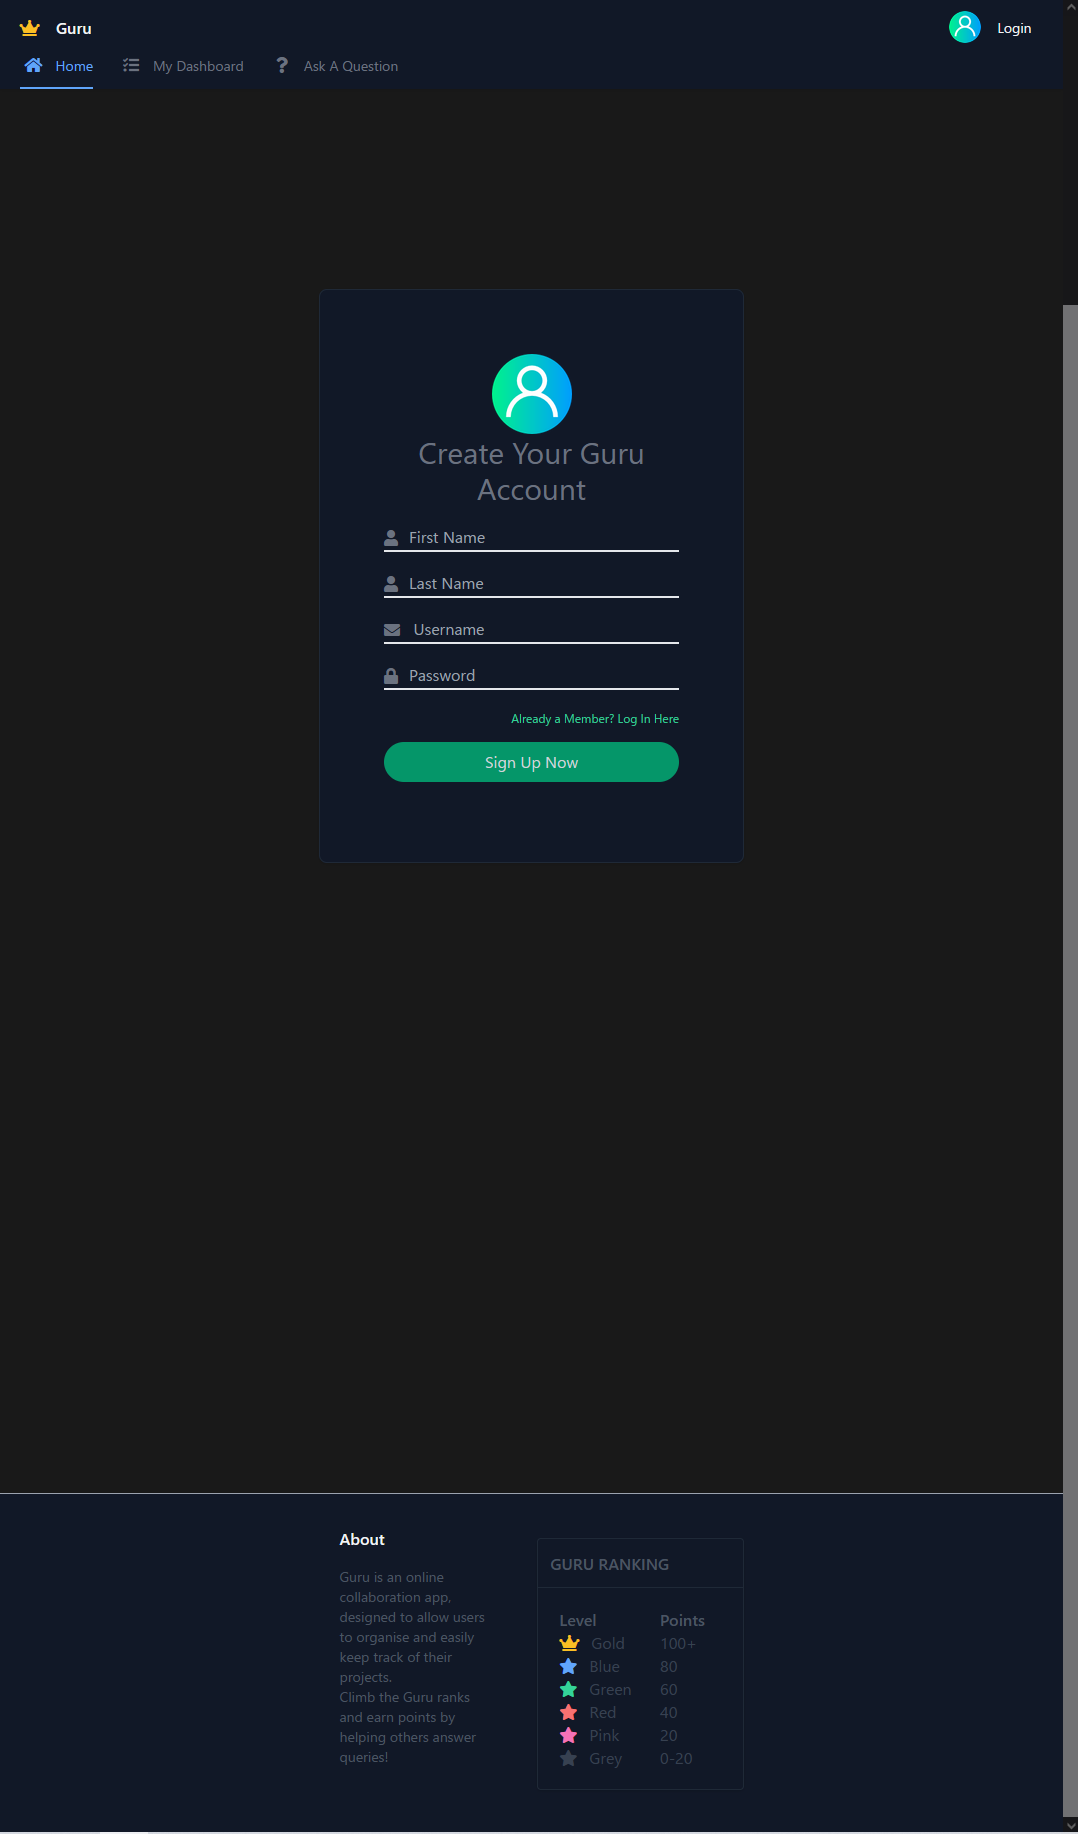 Guru
Login
Home
My Dashboard
Ask A Question
Create Your Guru
Account
First Name
Last Name
Username
Password
Already a Member? Log In Here
Sign Up Now
About
Guru is an online
collaboration app,
designed to allow users
to organise and easily
keep track of their
projects.
Climb the Guru ranks
and earn points by
helping others answer
queries!
GURU RANKING
Level Points
Gold 100+
Blue 80
Green 60
Red 40
Pink 20
Grey 0-20